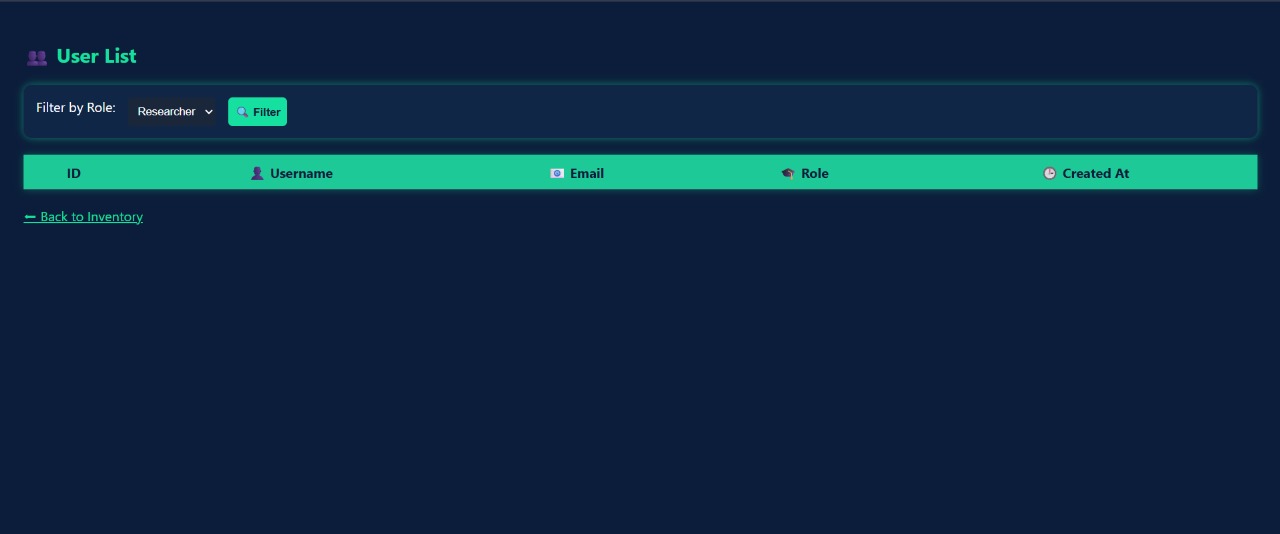 👥 User List
Filter by Role: Researcher 🔍 Filter
ID 👤 Username 📧 Email 🎓 Role 🕒 Created At
⬅ Back to Inventory